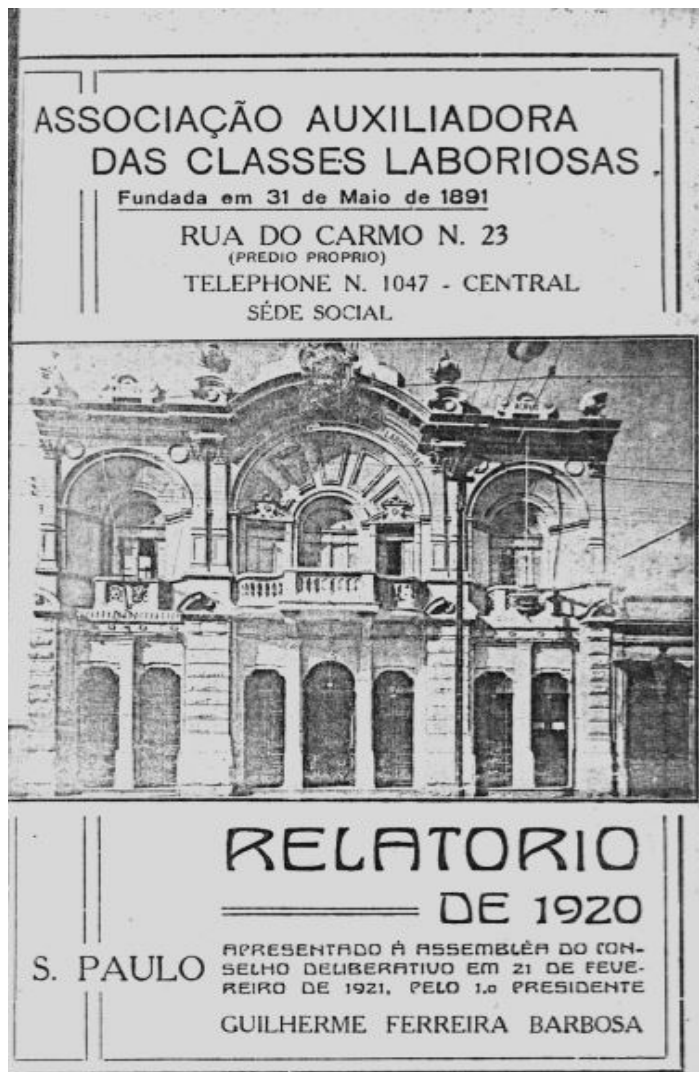 ASSOCIAÇÃO AUXILIADORA
DAS CLASSES LABORIOSAS
Fundada em 31 de Maio de 1891
RUA DO CARMO N. 23
(PREDIO PROPRIO)
TELEPHONE N. 1047 - CENTRAL
SÉDE SOCIAL
RELATORIO
DE 1920
S. PAULO
APRESENTADO Á ASSEMBLÊA DO CON-
SELHO DELIBERATIVO EM 21 DE FEVE-
REIRO DE 1921, PELO 1.o PRESIDENTE
GUILHERME FERREIRA BARBOSA